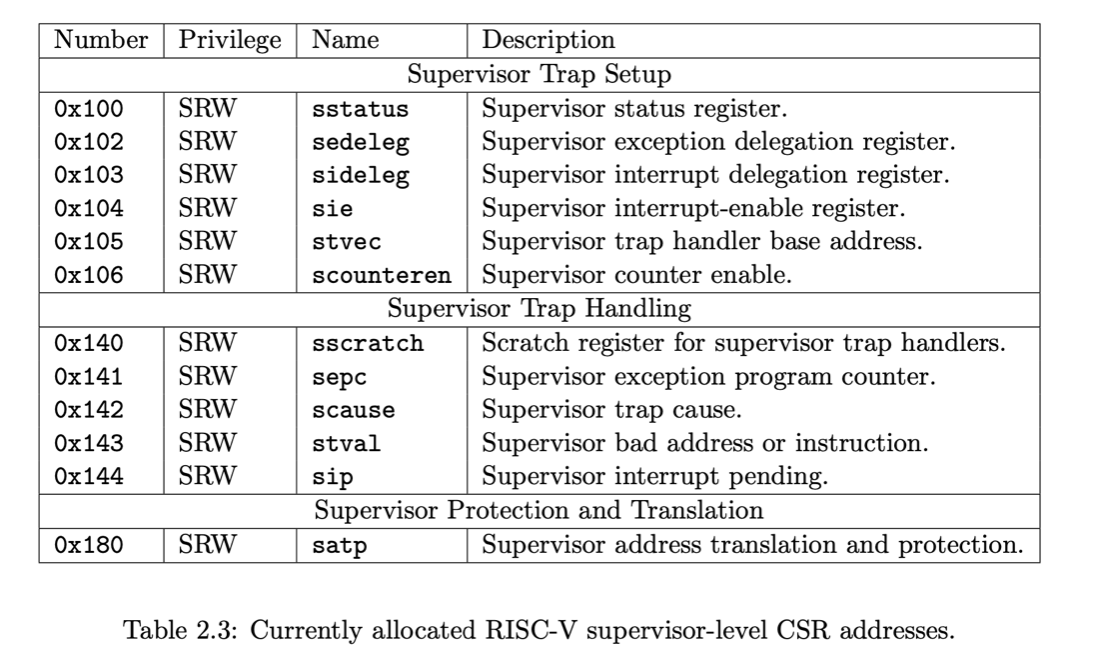 Number Privilege Name Description
Supervisor Trap Setup
0x100 SRW sstatus Supervisor status register.
0x102 SRW sedeleg Supervisor exception delegation register.
0x103 SRW sideleg Supervisor interrupt delegation register.
0x104 SRW sie Supervisor interrupt-enable register.
0x105 SRW stvec Supervisor trap handler base address.
0x106 SRW scounteren Supervisor counter enable.
Supervisor Trap Handling
0x140 SRW sscratch Scratch register for supervisor trap handlers.
0x141 SRW sepc Supervisor exception program counter.
0x142 SRW scause Supervisor trap cause.
0x143 SRW stval Supervisor bad address or instruction.
0x144 SRW sip Supervisor interrupt pending.
Supervisor Protection and Translation
0x180 SRW satp Supervisor address translation and protection.
Table 2.3: Currently allocated RISC-V supervisor-level CSR addresses.